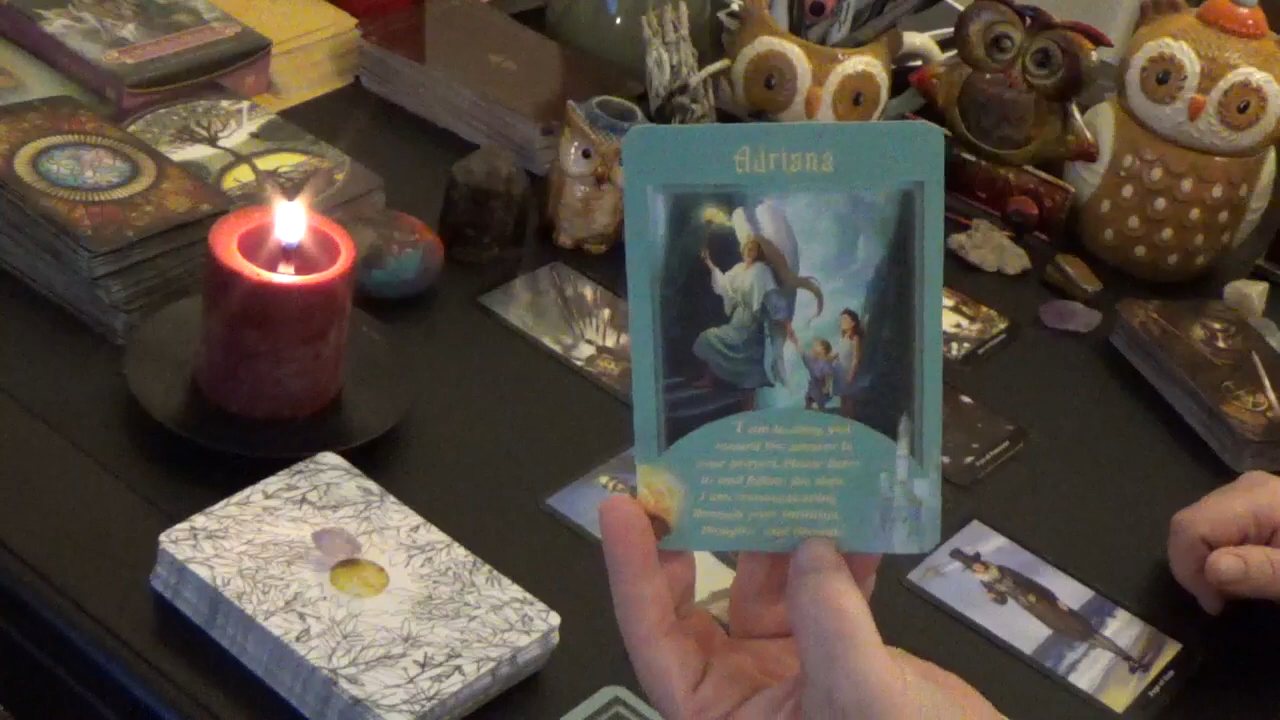 Adriana
"I am leading you
toward the answer to
your prayers. Please listen
to and follow the steps
I am communicating
through your intuition,
thoughts, and dreams."